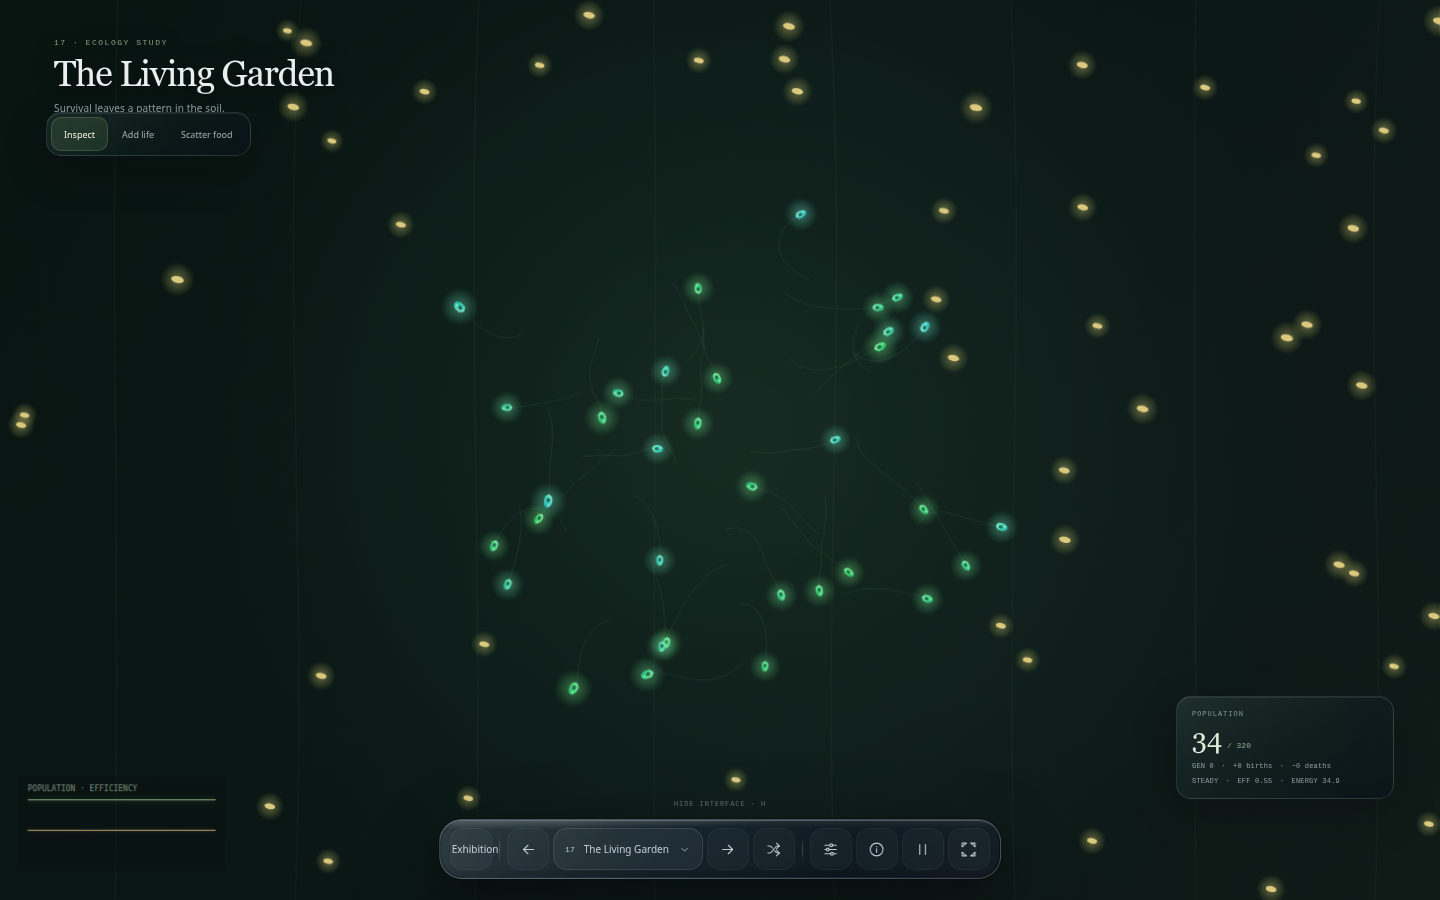 17 · ECOLOGY STUDY
The Living Garden
Survival leaves a pattern in the soil.
Inspect
Add life
Scatter food
POPULATION
34 / 320
GEN 0 · +0 births · −0 deaths
STEADY · EFF 0.55 · ENERGY 34.9
POPULATION · EFFICIENCY
HIDE INTERFACE · H
Exhibition
17 The Living Garden